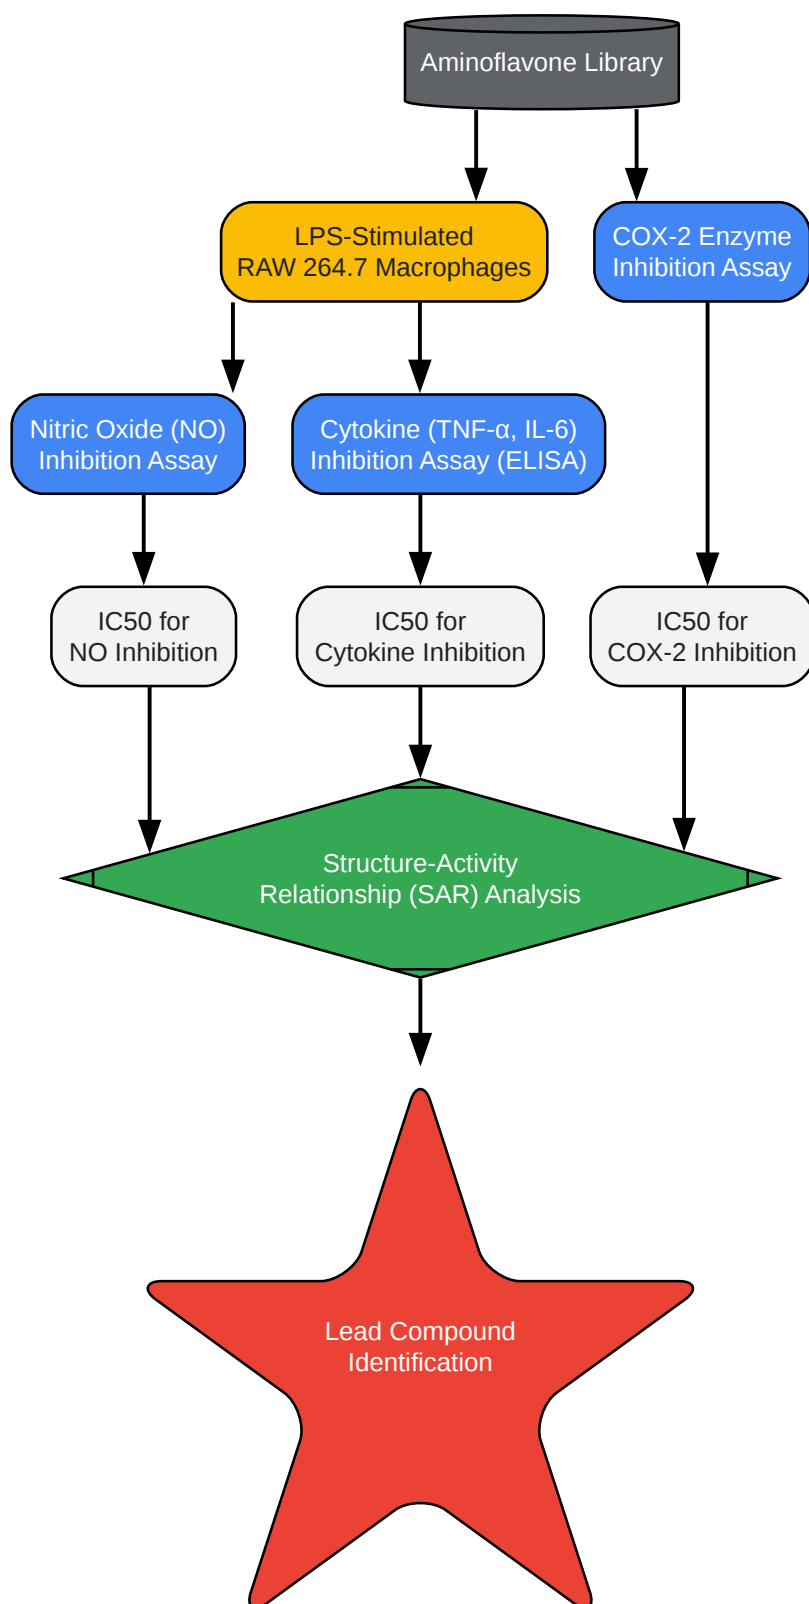 Aminoflavone Library
LPS-Stimulated
RAW 264.7 Macrophages
COX-2 Enzyme
Inhibition Assay
Nitric Oxide (NO)
Inhibition Assay
Cytokine (TNF-α, IL-6)
Inhibition Assay (ELISA)
IC50 for
NO Inhibition
IC50 for
Cytokine Inhibition
IC50 for
COX-2 Inhibition
Structure-Activity
Relationship (SAR) Analysis
Lead Compound
Identification